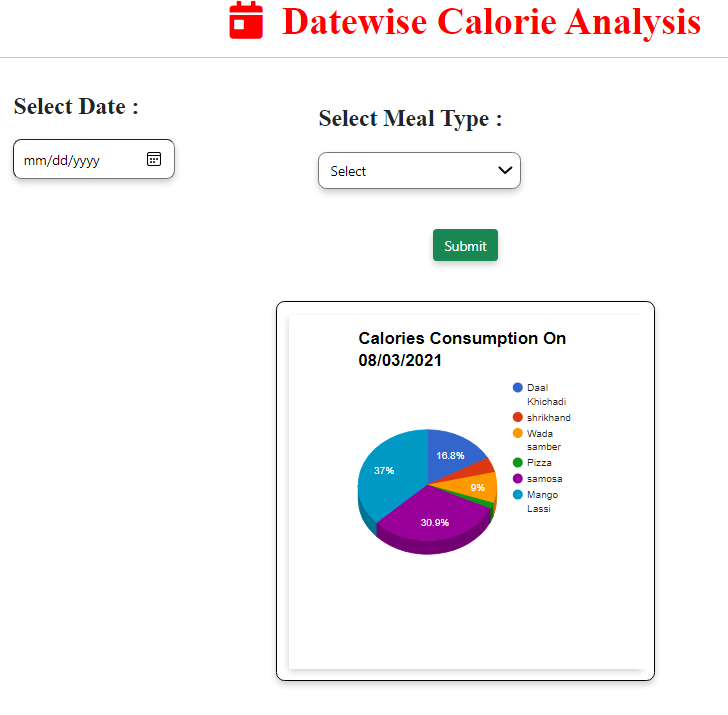 Datewise Calorie Analysis
Select Date :
Select Meal Type :
mm/dd/yyyy
Select
Submit
Calories Consumption On
08/03/2021
Daal
Khichadi
shrikhand
Wada
samber
Pizza
samosa
Mango
Lassi
16.8%
37%
9%
30.9%